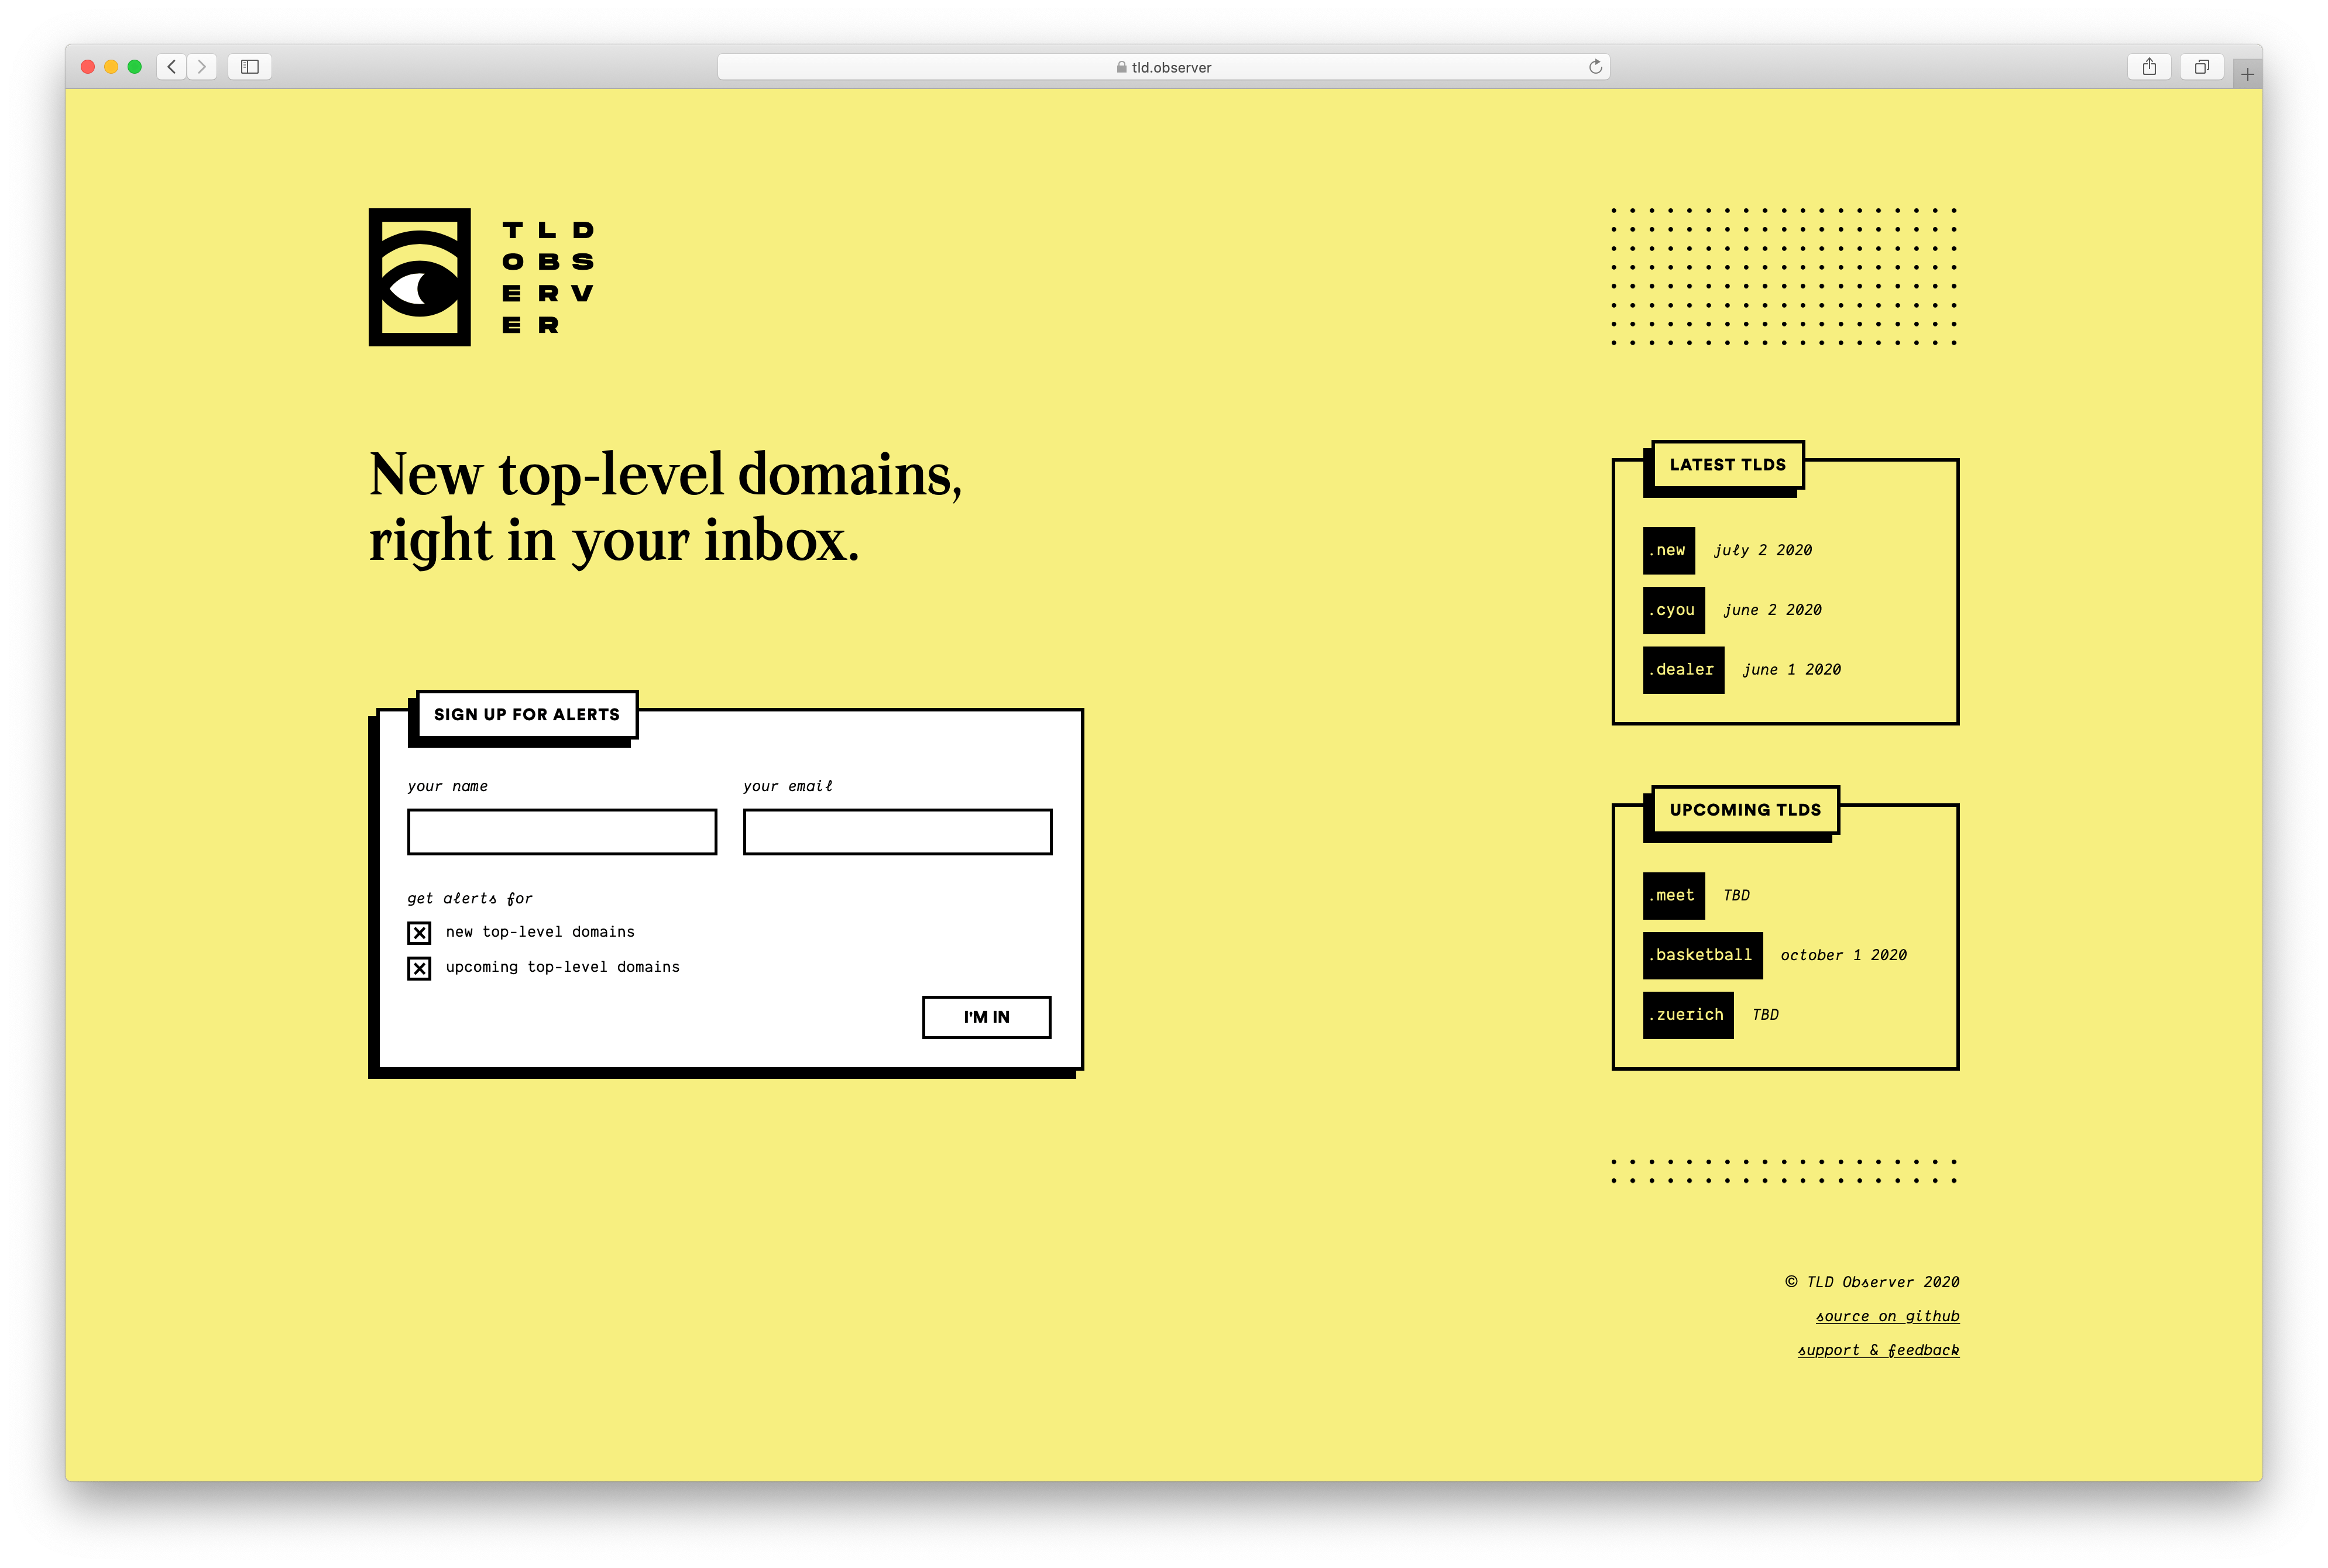 tld.observer
T L D
O B S
E R V
E R
New top-level domains,
right in your inbox.
SIGN UP FOR ALERTS
your name
your email
get alerts for
new top-level domains
upcoming top-level domains
I'M IN
LATEST TLDS
.new july 2 2020
.cyou june 2 2020
.dealer june 1 2020
UPCOMING TLDS
.meet TBD
.basketball october 1 2020
.zuerich TBD
© TLD Observer 2020
source on github
support & feedback